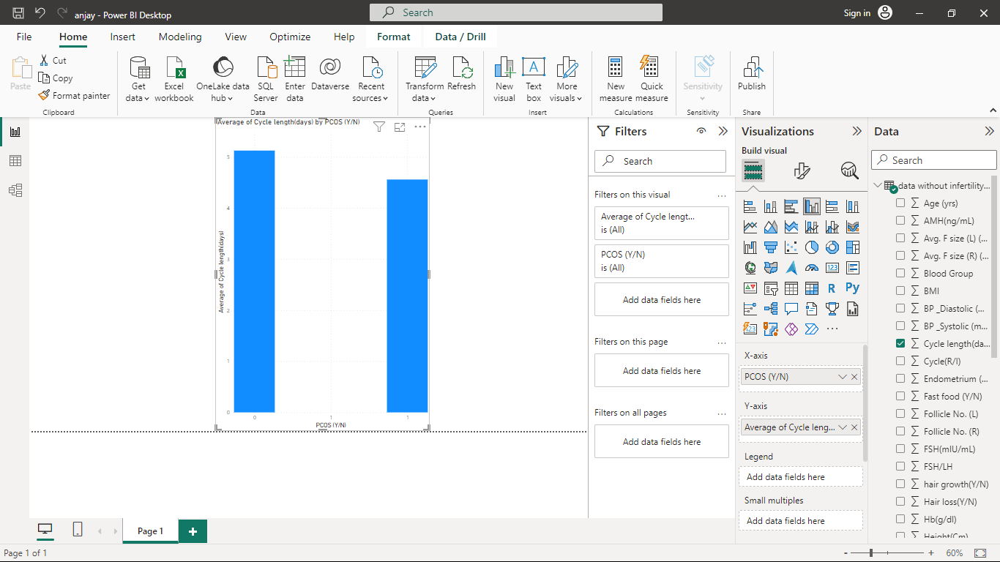 anjay - Power BI Desktop
Search
Sign in
File
Home
Insert
Modeling
View
Optimize
Help
Format
Data / Drill
Paste
Cut
Copy
Format painter
Clipboard
Get data
Excel workbook
OneLake data hub
SQL Server
Enter data
Dataverse
Recent sources
Data
Transform data
Refresh
Queries
New visual
Text box
More visuals
Insert
New measure
Quick measure
Calculations
Sensitivity
Sensitivity
Publish
Share
Average of Cycle length(days) by PCOS (Y/N)
Average of Cycle length(days)
5
4
3
2
1
0
0
1
1
PCOS (Y/N)
Filters
Search
Filters on this visual
Average of Cycle lengt...
is (All)
PCOS (Y/N)
is (All)
Add data fields here
Filters on this page
Add data fields here
Filters on all pages
Add data fields here
Visualizations
Build visual
123
R
Py
123
X-axis
PCOS (Y/N)
Y-axis
Average of Cycle leng...
Legend
Add data fields here
Small multiples
Add data fields here
Data
Search
data without infertility...
Age (yrs)
AMH(ng/mL)
Avg. F size (L) (...
Avg. F size (R) (...
Blood Group
BMI
BP _Diastolic (...
BP _Systolic (m...
Cycle length(da...
Cycle(R/I)
Endometrium (...
Fast food (Y/N)
Follicle No. (L)
Follicle No. (R)
FSH(mIU/mL)
FSH/LH
hair growth(Y/N)
Hair loss(Y/N)
Hb(g/dl)
Height(Cm)
Page 1
Page 1 of 1
60%